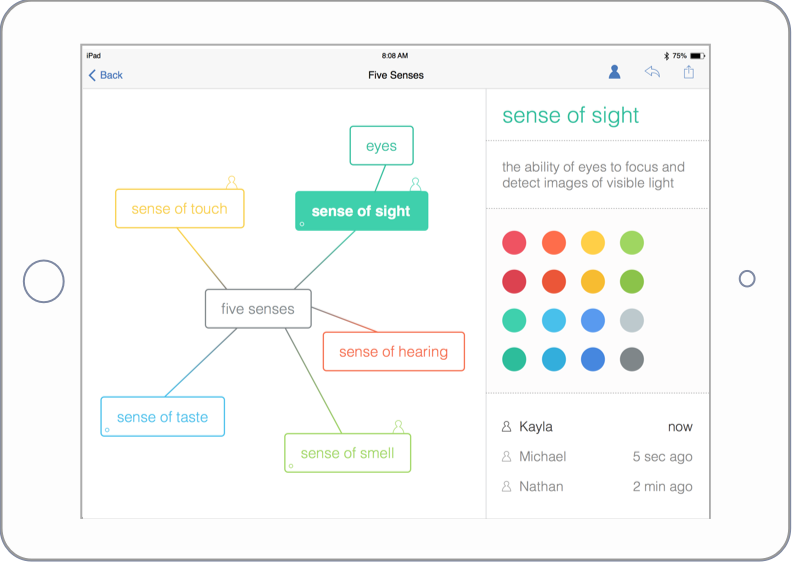 iPad
8:08 AM
75%
Back
Five Senses
eyes
sense of touch
sense of sight
five senses
sense of hearing
sense of taste
sense of smell
sense of sight
the ability of eyes to focus and
detect images of visible light
Kayla now
Michael 5 sec ago
Nathan 2 min ago